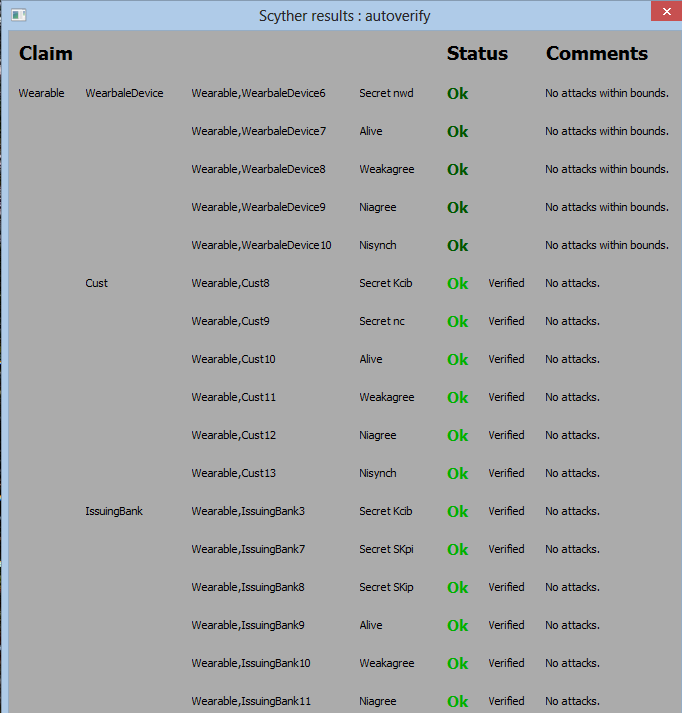 Scyther results : autoverify
Claim Status Comments
Wearable WearbaleDevice Wearable,WearbaleDevice6 Secret nwd Ok No attacks within bounds.
Wearable,WearbaleDevice7 Alive Ok No attacks within bounds.
Wearable,WearbaleDevice8 Weakagree Ok No attacks within bounds.
Wearable,WearbaleDevice9 Niagree Ok No attacks within bounds.
Wearable,WearbaleDevice10 Nisynch Ok No attacks within bounds.
Cust Wearable,Cust8 Secret Kcib Ok Verified No attacks.
Wearable,Cust9 Secret nc Ok Verified No attacks.
Wearable,Cust10 Alive Ok Verified No attacks.
Wearable,Cust11 Weakagree Ok Verified No attacks.
Wearable,Cust12 Niagree Ok Verified No attacks.
Wearable,Cust13 Nisynch Ok Verified No attacks.
IssuingBank Wearable,IssuingBank3 Secret Kcib Ok Verified No attacks.
Wearable,IssuingBank7 Secret SKpi Ok Verified No attacks.
Wearable,IssuingBank8 Secret SKip Ok Verified No attacks.
Wearable,IssuingBank9 Alive Ok Verified No attacks.
Wearable,IssuingBank10 Weakagree Ok Verified No attacks.
Wearable,IssuingBank11 Niagree Ok Verified No attacks.